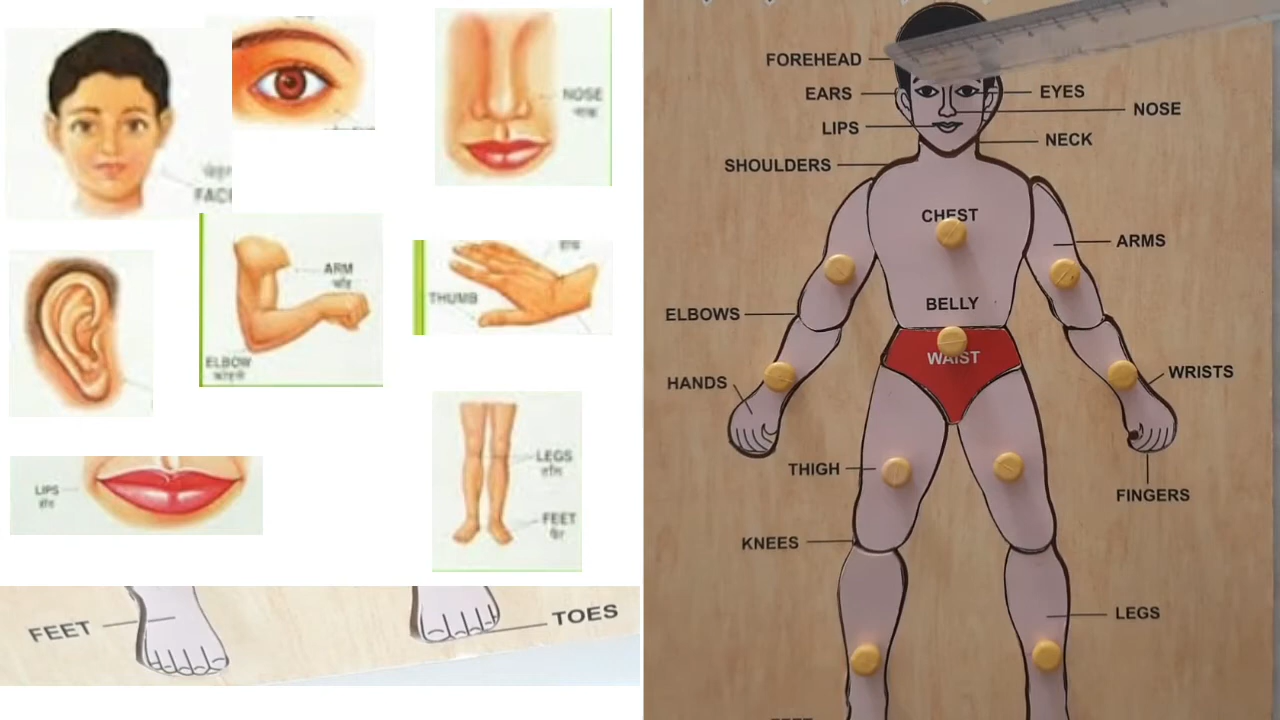 NOSE
नाक
FACE
ARM
THUMB
ELBOW
LEGS
LIPS
FEET
पैर
FEET
TOES
FOREHEAD
EARS
EYES
NOSE
LIPS
NECK
SHOULDERS
CHEST
ARMS
BELLY
ELBOWS
WAIST
HANDS
WRISTS
THIGH
FINGERS
KNEES
LEGS